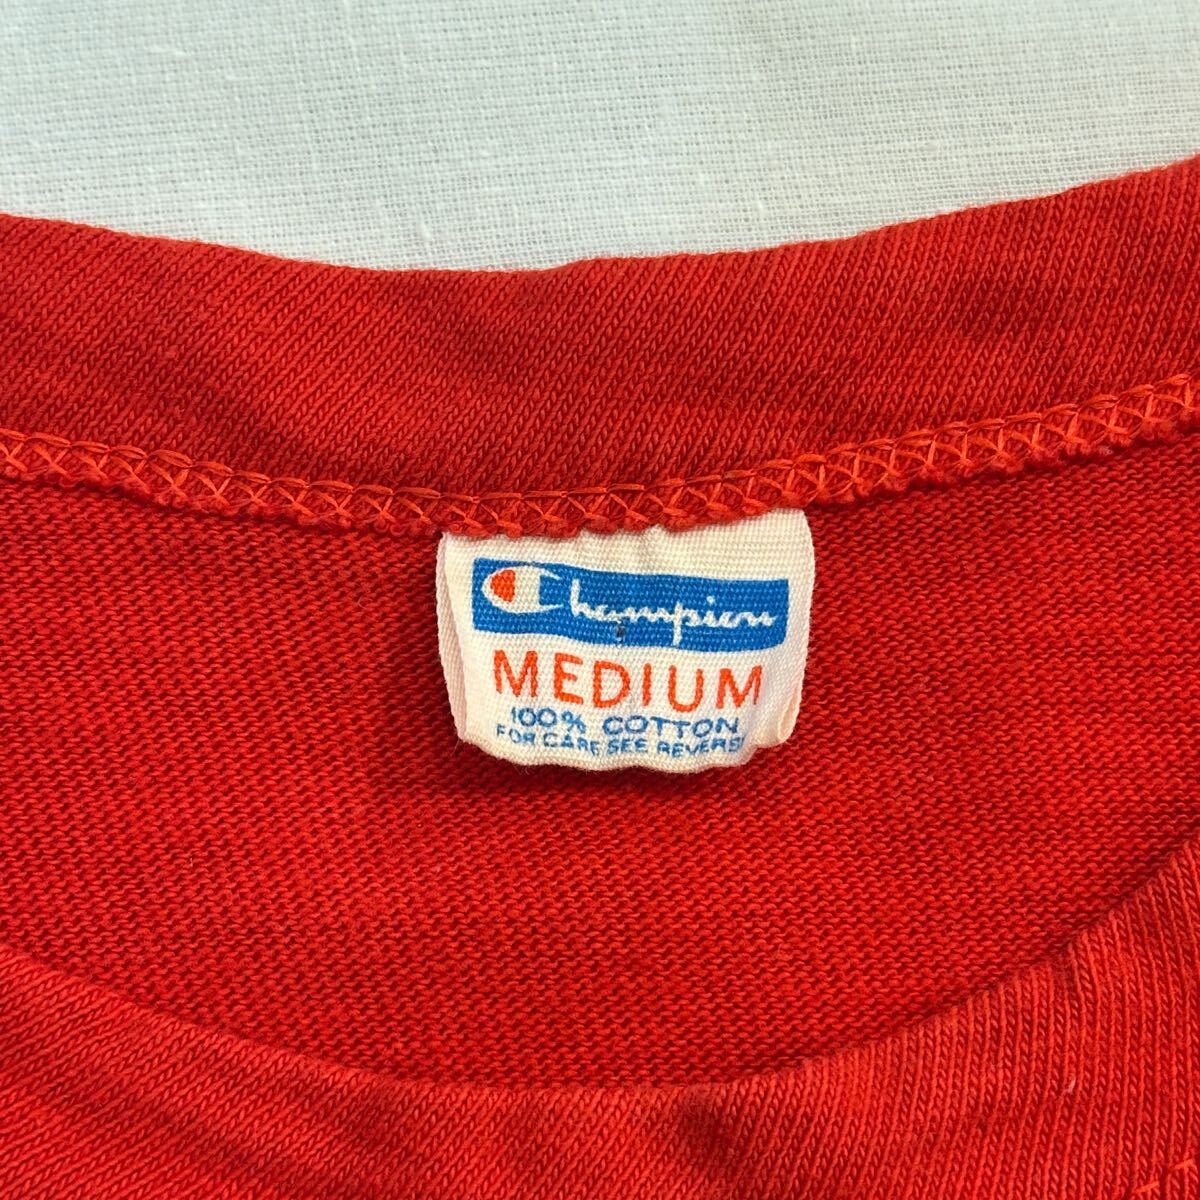 Champion
MEDIUM
100% COTTON
FOR CARE SEE REVERSE